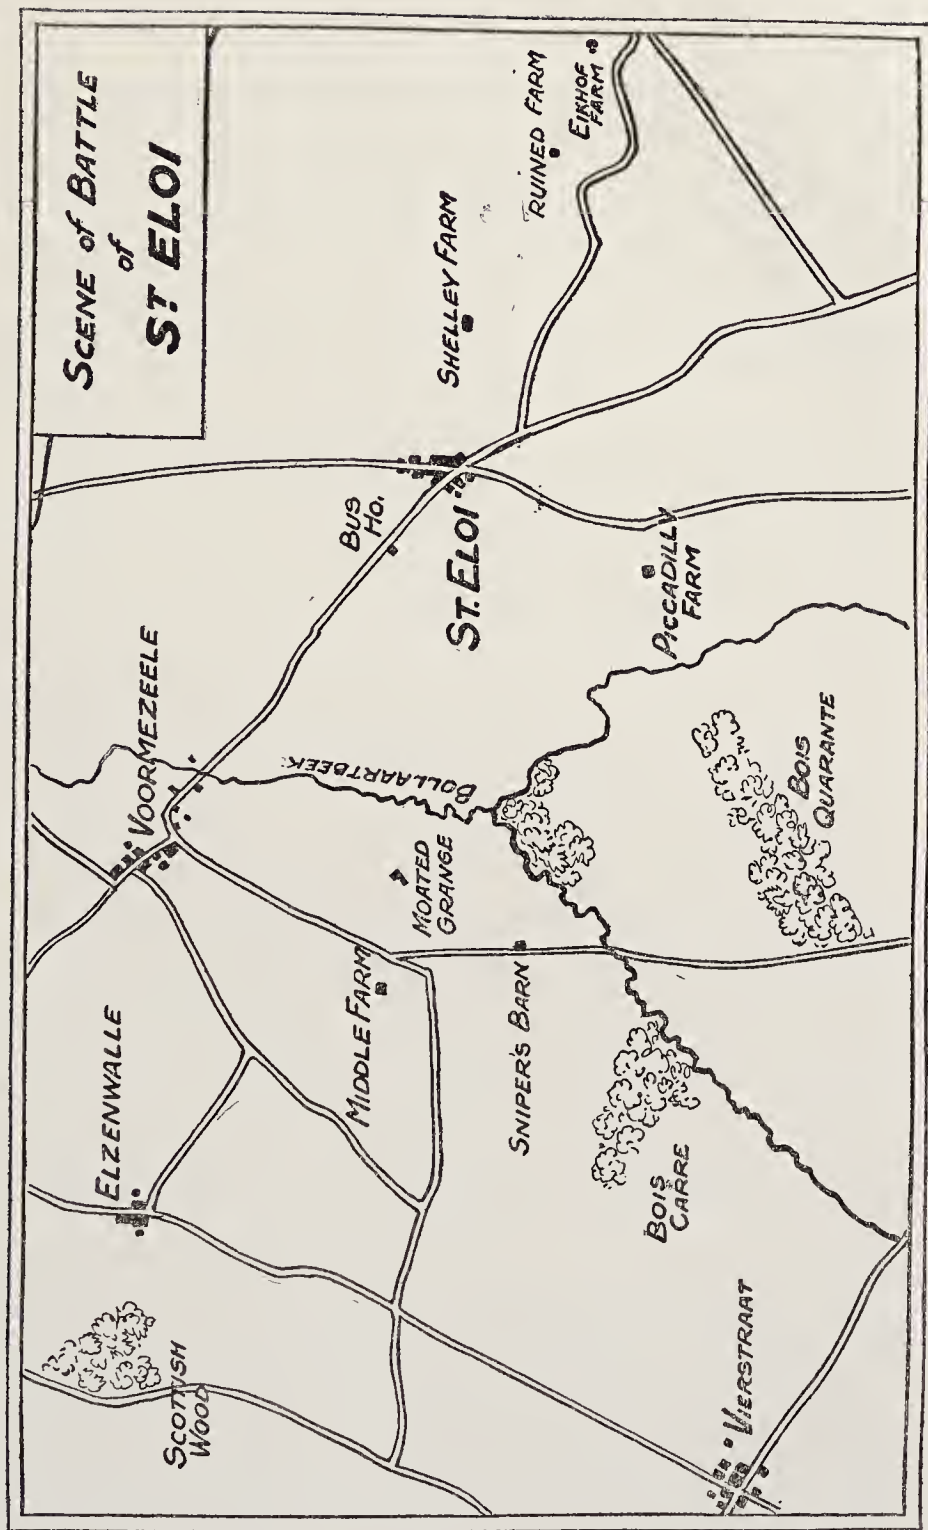 SCENE of BATTLE
of
ST ELOI
RUINED FARM
EIKHOF
FARM
SHELLEY FARM
BUS
HO.
ST. ELOI
PICCADILLY
FARM
VOORMEZEELE
BOLLAARTBEEK
MOATED
GRANGE
BOIS
QUARANTE
ELZENWALLE
MIDDLE FARM
SNIPER'S BARN
BOIS
CARRE
SCOTTISH
WOOD
VIERSTRAAT